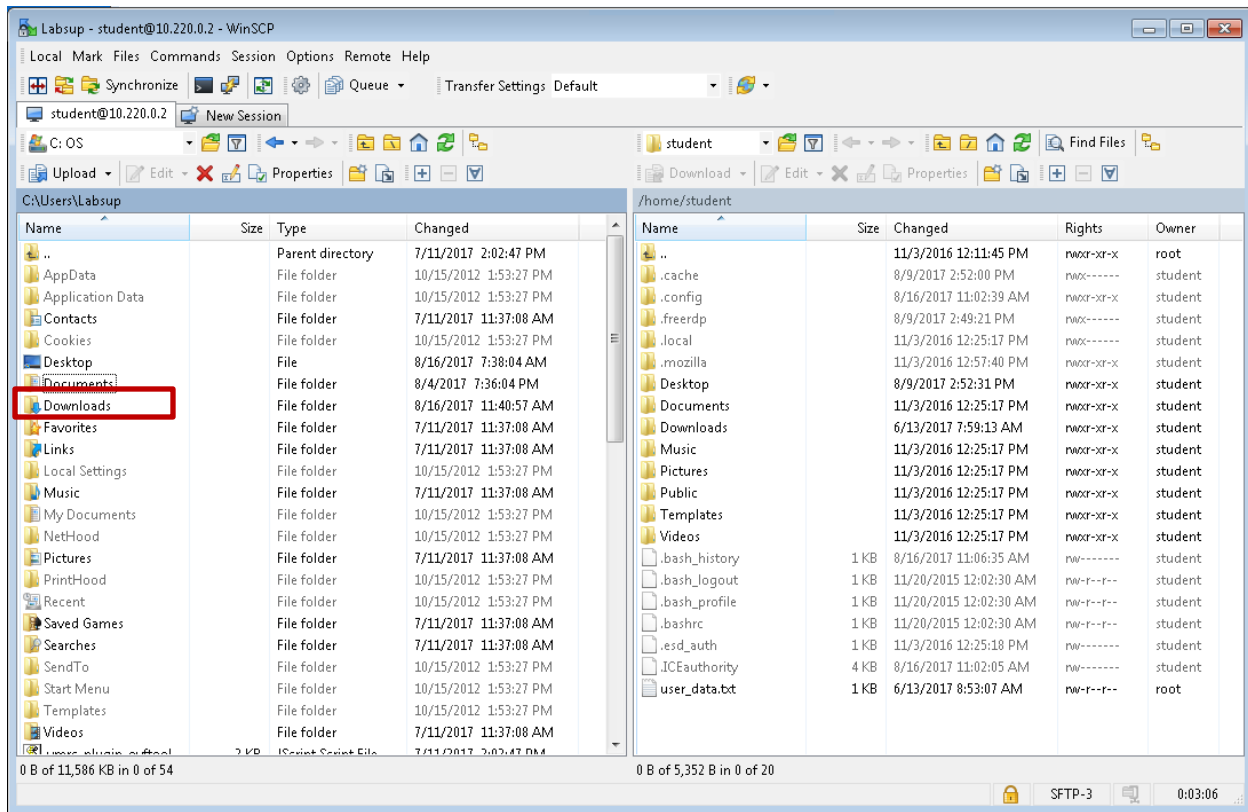 Labsup - student@10.220.0.2 - WinSCP
Local Mark Files Commands Session Options Remote Help
Synchronize Queue Transfer Settings Default
student@10.220.0.2 New Session
C: OS student Find Files
Upload Edit Properties Download Edit Properties
C:\Users\Labsup /home/student
Name Size Type Changed Name Size Changed Rights Owner
.. Parent directory 7/11/2017 2:02:47 PM .. 11/3/2016 12:11:45 PM rwxr-xr-x root
AppData File folder 10/15/2012 1:53:27 PM .cache 8/9/2017 2:52:00 PM rwx------ student
Application Data File folder 10/15/2012 1:53:27 PM .config 8/16/2017 11:02:39 AM rwxr-xr-x student
Contacts File folder 7/11/2017 11:37:08 AM .freerdp 8/9/2017 2:49:21 PM rwx------ student
Cookies File folder 10/15/2012 1:53:27 PM .local 11/3/2016 12:25:17 PM rwx------ student
Desktop File 8/16/2017 7:38:04 AM .mozilla 11/3/2016 12:57:40 PM rwxr-xr-x student
Documents File folder 8/4/2017 7:36:04 PM Desktop 8/9/2017 2:52:31 PM rwxr-xr-x student
Downloads File folder 8/16/2017 11:40:57 AM Documents 11/3/2016 12:25:17 PM rwxr-xr-x student
Favorites File folder 7/11/2017 11:37:08 AM Downloads 6/13/2017 7:59:13 AM rwxr-xr-x student
Links File folder 7/11/2017 11:37:08 AM Music 11/3/2016 12:25:17 PM rwxr-xr-x student
Local Settings File folder 10/15/2012 1:53:27 PM Pictures 11/3/2016 12:25:17 PM rwxr-xr-x student
Music File folder 7/11/2017 11:37:08 AM Public 11/3/2016 12:25:17 PM rwxr-xr-x student
My Documents File folder 10/15/2012 1:53:27 PM Templates 11/3/2016 12:25:17 PM rwxr-xr-x student
NetHood File folder 10/15/2012 1:53:27 PM Videos 11/3/2016 12:25:17 PM rwxr-xr-x student
Pictures File folder 7/11/2017 11:37:08 AM .bash_history 1 KB 8/16/2017 11:06:35 AM rw------- student
PrintHood File folder 10/15/2012 1:53:27 PM .bash_logout 1 KB 11/20/2015 12:02:30 AM rw-r--r-- student
Recent File folder 10/15/2012 1:53:27 PM .bash_profile 1 KB 11/20/2015 12:02:30 AM rw-r--r-- student
Saved Games File folder 7/11/2017 11:37:08 AM .bashrc 1 KB 11/20/2015 12:02:30 AM rw-r--r-- student
Searches File folder 7/11/2017 11:37:08 AM .esd_auth 1 KB 11/3/2016 12:25:18 PM rw------- student
SendTo File folder 10/15/2012 1:53:27 PM .ICEauthority 4 KB 8/16/2017 11:02:05 AM rw------- student
Start Menu File folder 10/15/2012 1:53:27 PM user_data.txt 1 KB 6/13/2017 8:53:07 AM rw-r--r-- root
Templates File folder 10/15/2012 1:53:27 PM
Videos File folder 7/11/2017 11:37:08 AM
2 KB JScript Script File 7/11/2017 2:02:47 PM
0 B of 11,586 KB in 0 of 54 0 B of 5,352 B in 0 of 20
SFTP-3 0:03:06